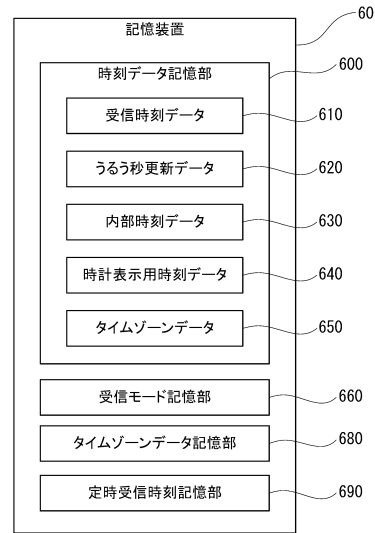 記憶装置
60
時刻データ記憶部
600
受信時刻データ
610
うるう秒更新データ
620
内部時刻データ
630
時計表示用時刻データ
640
タイムゾーンデータ
650
受信モード記憶部
660
タイムゾーンデータ記憶部
680
定時受信時刻記憶部
690